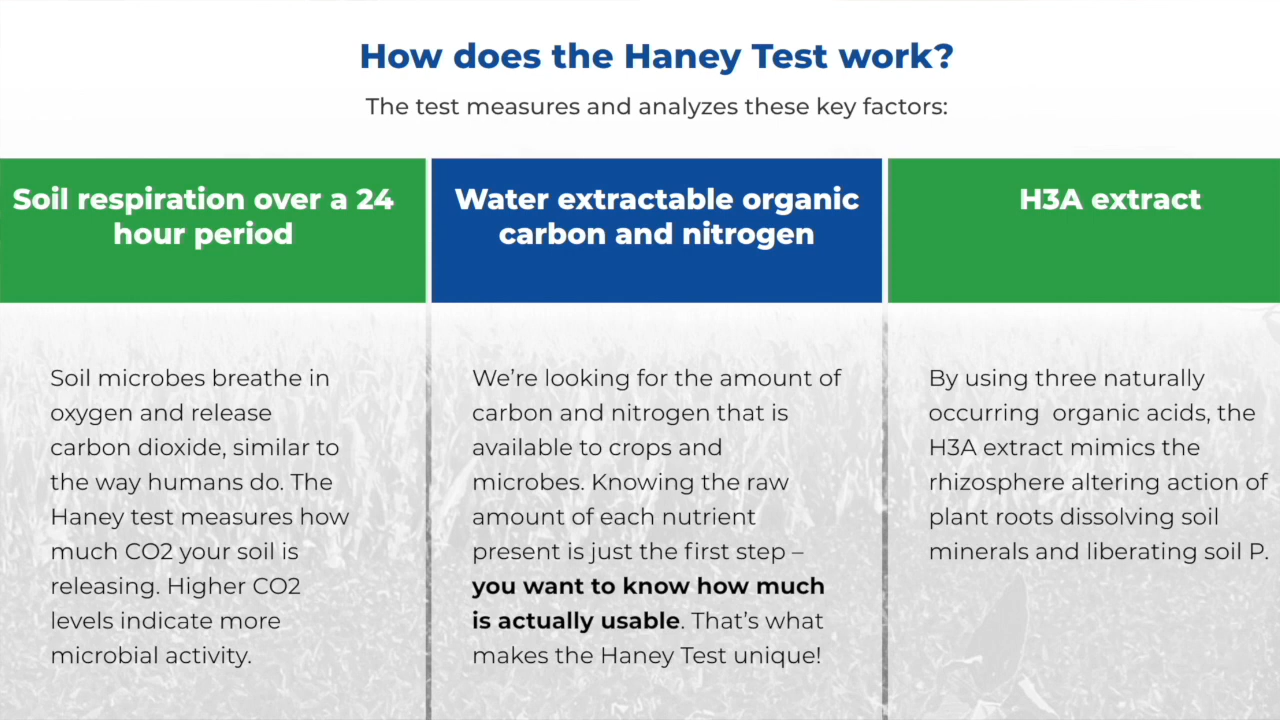 How does the Haney Test work?
The test measures and analyzes these key factors:
Soil respiration over a 24
hour period
Soil microbes breathe in
oxygen and release
carbon dioxide, similar to
the way humans do. The
Haney test measures how
much CO2 your soil is
releasing. Higher CO2
levels indicate more
microbial activity.
Water extractable organic
carbon and nitrogen
We’re looking for the amount of
carbon and nitrogen that is
available to crops and
microbes. Knowing the raw
amount of each nutrient
present is just the first step –
you want to know how much
is actually usable. That’s what
makes the Haney Test unique!
H3A extract
By using three naturally
occurring  organic acids, the
H3A extract mimics the
rhizosphere altering action of
plant roots dissolving soil
minerals and liberating soil P.